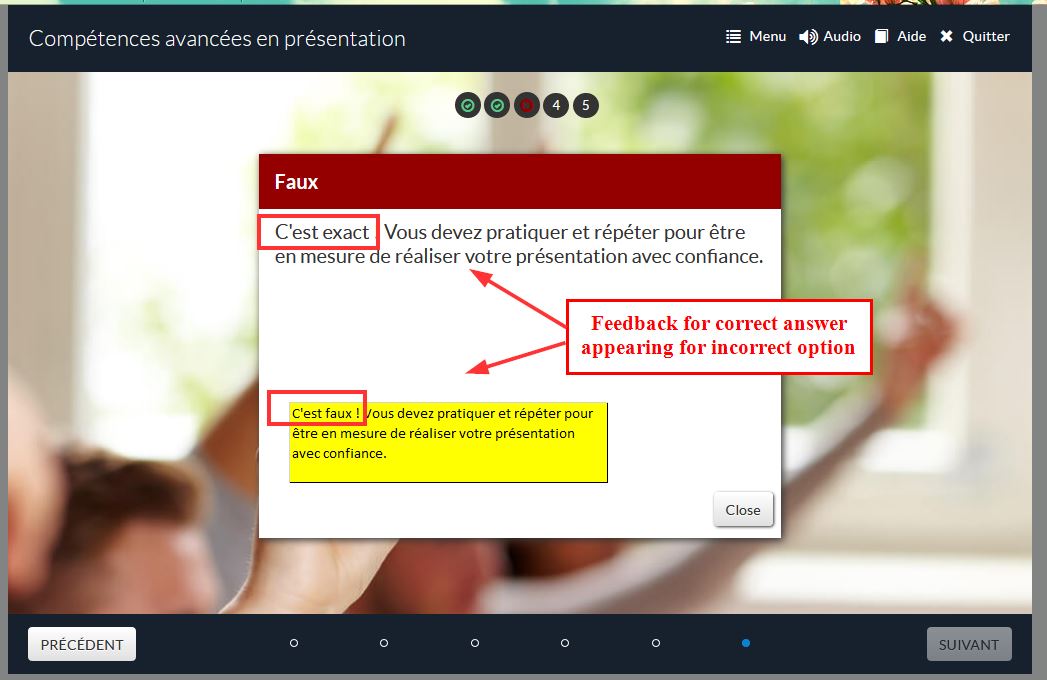 Compétences avancées en présentation
Menu
Audio
Aide
Quitter
4
5
Faux
C'est exact ! Vous devez pratiquer et répéter pour être
en mesure de réaliser votre présentation avec confiance.
Feedback for correct answer
appearing for incorrect option
C'est faux ! Vous devez pratiquer et répéter pour
être en mesure de réaliser votre présentation
avec confiance.
Close
PRÉCÉDENT
SUIVANT